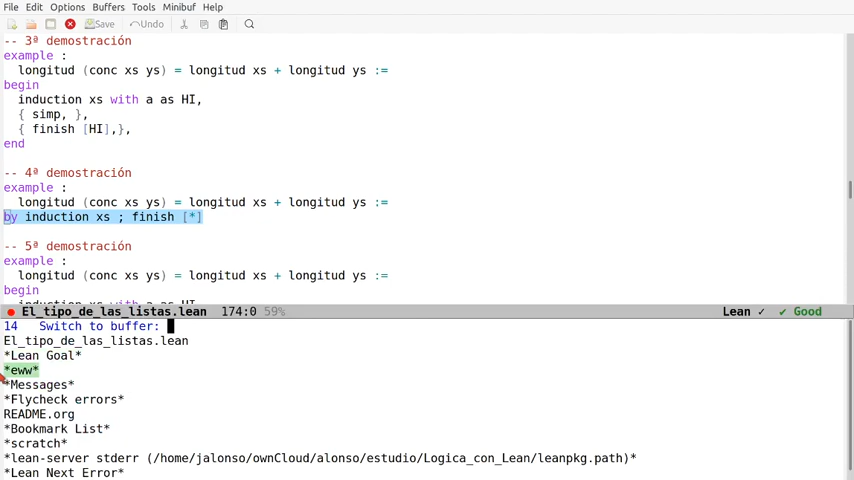 File Edit Options Buffers Tools Minibuf Help
Save Undo
-- 3ª demostración
example :
  longitud (conc xs ys) = longitud xs + longitud ys :=
begin
  induction xs with a as HI,
  { simp, },
  { finish [HI],},
end
-- 4ª demostración
example :
  longitud (conc xs ys) = longitud xs + longitud ys :=
by induction xs ; finish [*]
-- 5ª demostración
example :
  longitud (conc xs ys) = longitud xs + longitud ys :=
begin
  induction xs with a as HI,
El_tipo_de_las_listas.lean 174:0 59% Lean ✓ ✔ Good
14 Switch to buffer:
El_tipo_de_las_listas.lean
*Lean Goal*
*eww*
*Messages*
*Flycheck errors*
README.org
*Bookmark List*
*scratch*
*lean-server stderr (/home/jalonso/ownCloud/alonso/estudio/Logica_con_Lean/leanpkg.path)*
*Lean Next Error*